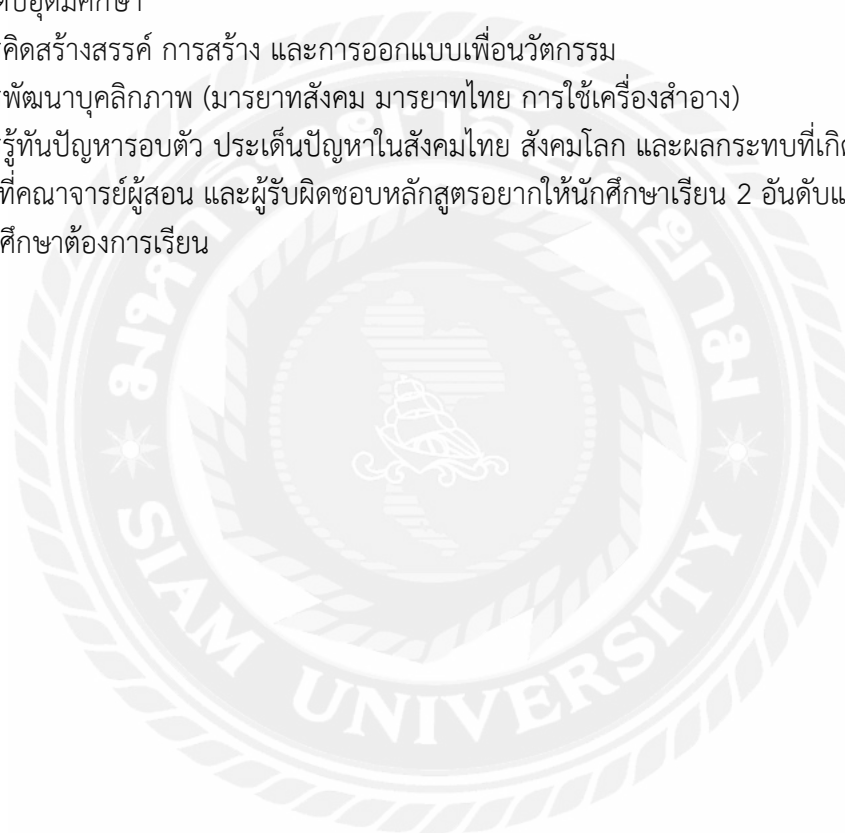 คิดสร้างสรรค์ การสร้าง และการออกแบบเพื่อนวัตกรรม
พัฒนาบุคลิกภาพ (มารยาทสังคม มารยาทไทย การใช้เครื่องสำอาง)
รู้ทันปัญหารอบตัว ประเด็นปัญหาในสังคมไทย สังคมโลก และผลกระทบที่เกิด
ที่คณาจารย์ผู้สอน และผู้รับผิดชอบหลักสูตรอยากให้นักศึกษาเรียน 2 อันดับแ
ศึกษาต้องการเรียน
มหาวิทยาลัยสยาม
SIAM UNIVERSITY